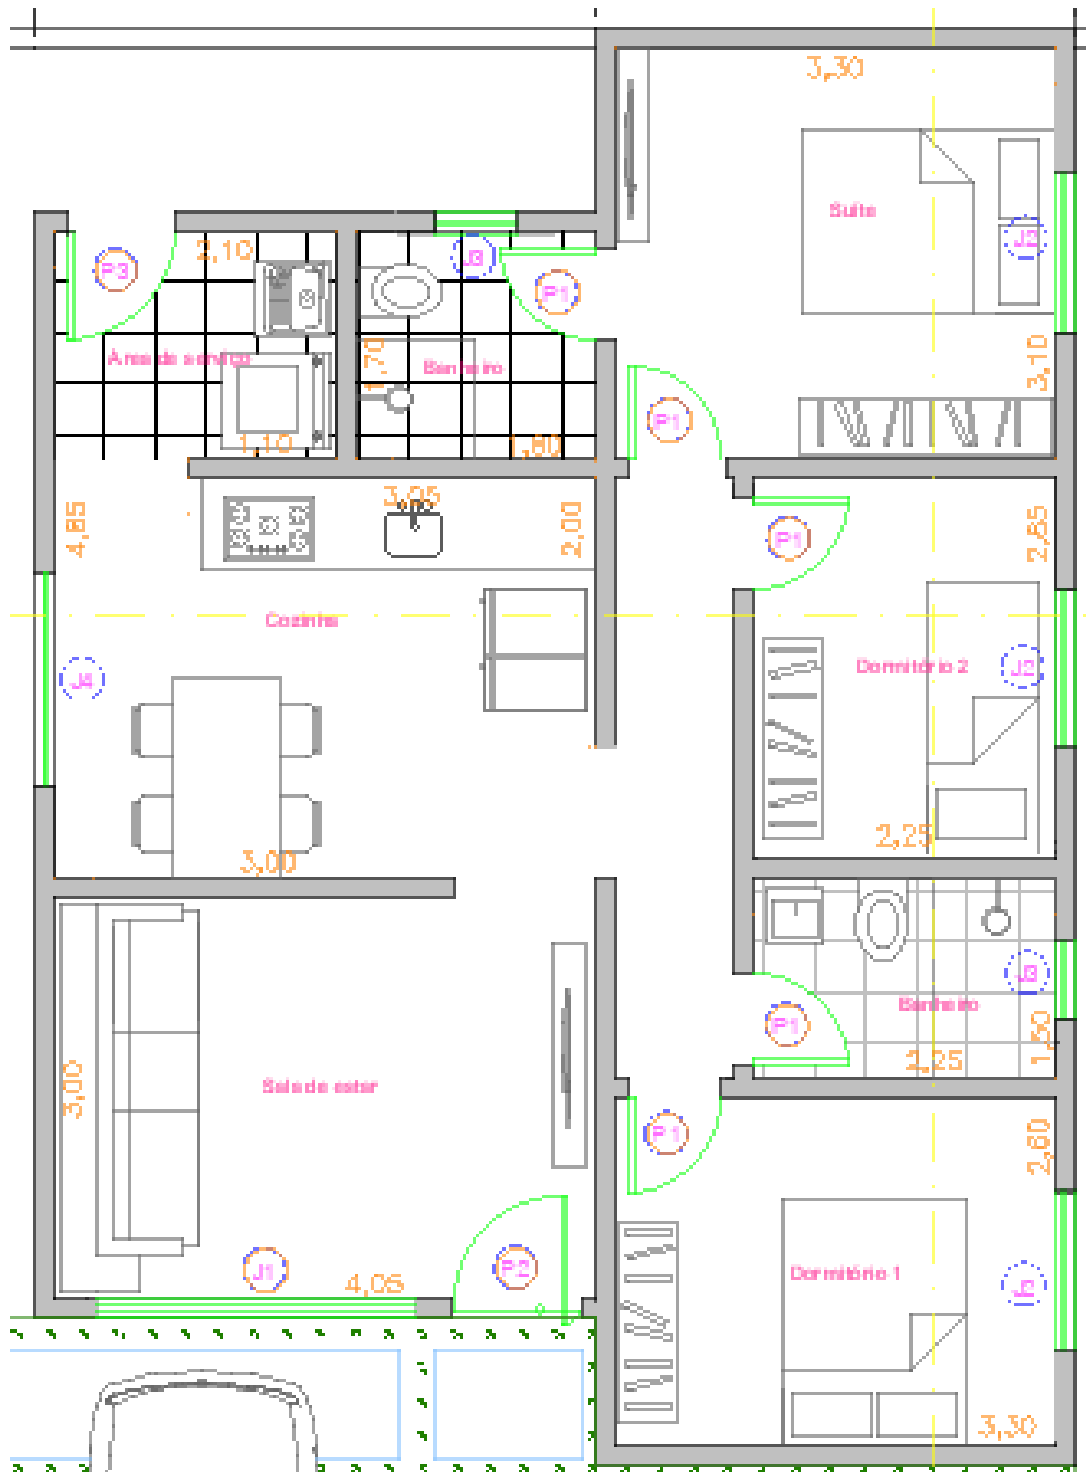 3,30
Suíte
J2
J3
2,10
P3
P1
Área de serviço
1,70
Banheiro
3,10
P1
1,10
1,80
3,05
4,85
2,00
2,65
P1
Cozinha
Dormitório 2
J2
J4
2,25
3,00
J3
Banheiro
P1
1,50
2,25
3,00
Sala de estar
P1
2,60
J1
P2
4,05
Dormitório 1
J2
3,30